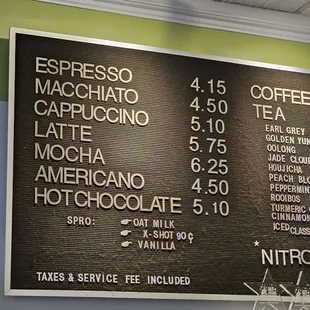 ESPRESSO 4.15
MACCHIATO 4.50
CAPPUCCINO 5.10
LATTE 5.75
MOCHA 6.25
AMERICANO 4.50
HOT CHOCOLATE 5.10
SPRO: OAT MILK
X-SHOT 90¢
VANILLA
TAXES & SERVICE FEE INCLUDED
COFFEE
TEA
EARL GREY
GOLDEN YUN
OOLONG
JADE CLOUD
HOUJICHA
PEACH BLO
PEPPERMINT
ROOIBOS
TURMERIC
CINNAMON
ICED CLASS
*NITRO